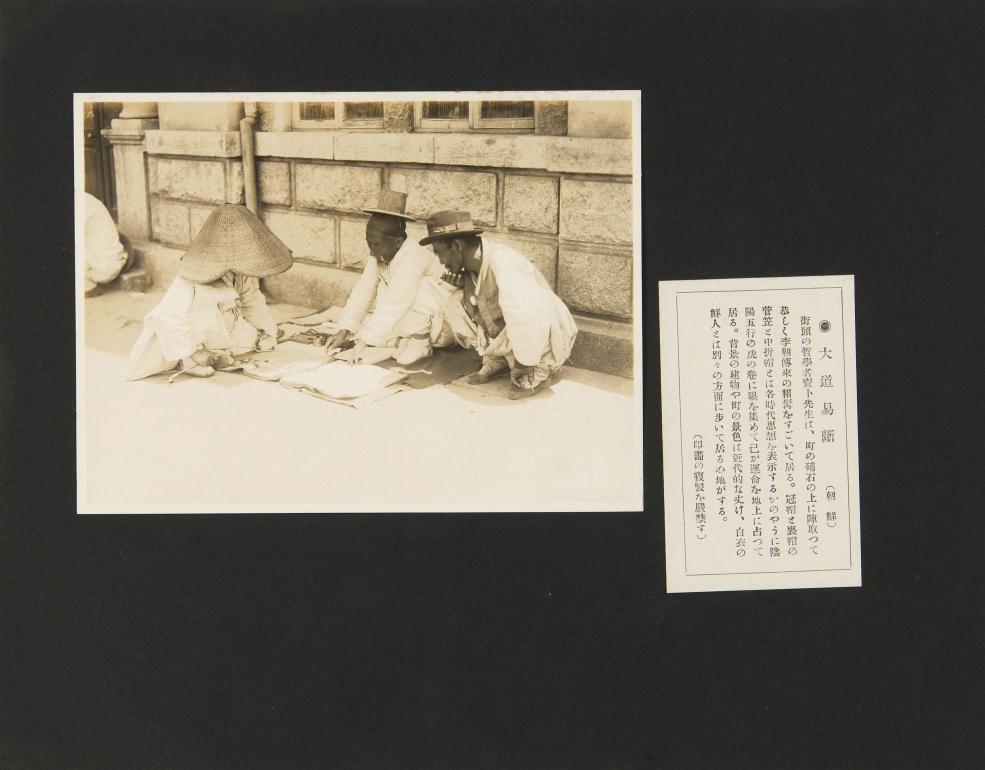 大道易斷
（朝鮮）
街頭の哲學者賣卜先生は、町の礎石の上に陣取つて
恭しく李朝傳來の顎髯をすごいて居る。冠帽と裏帽の
菅笠と中折帽とは各時代思想を表示するかのやうに陰
陽五行の虎の卷に眼を集めて己が運命を地上に占つて
居る。背景の建物や町の景色は近代的な丈け、白衣の
鮮人とは別々の方面に步いて居る心地がする。
（印畵の複製を嚴禁す）